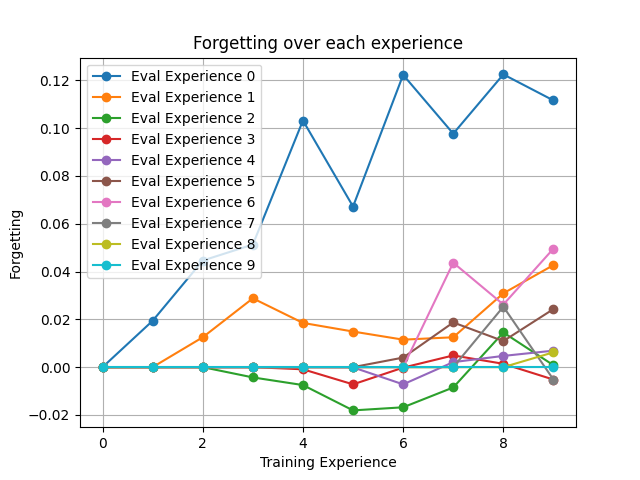 Forgetting over each experience
Eval Experience 0
Eval Experience 1
Eval Experience 2
Eval Experience 3
Eval Experience 4
Eval Experience 5
Eval Experience 6
Eval Experience 7
Eval Experience 8
Eval Experience 9
Forgetting
0.12
0.10
0.08
0.06
0.04
0.02
0.00
−0.02
0 2 4 6 8
Training Experience